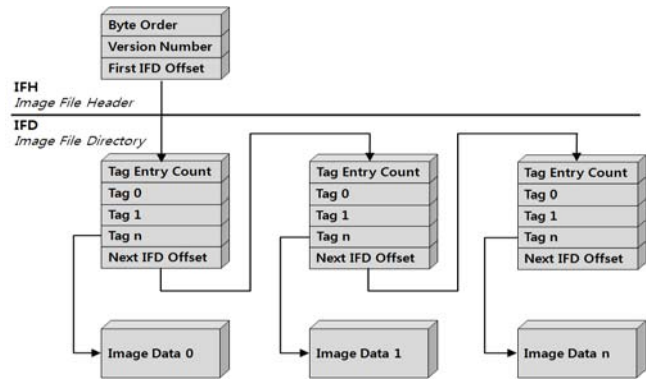 Byte Order
Version Number
First IFD Offset
IFH
Image File Header
IFD
Image File Directory
Tag Entry Count
Tag 0
Tag 1
Tag n
Next IFD Offset
Tag Entry Count
Tag 0
Tag 1
Tag n
Next IFD Offset
Tag Entry Count
Tag 0
Tag 1
Tag n
Next IFD Offset
Image Data 0
Image Data 1
Image Data n